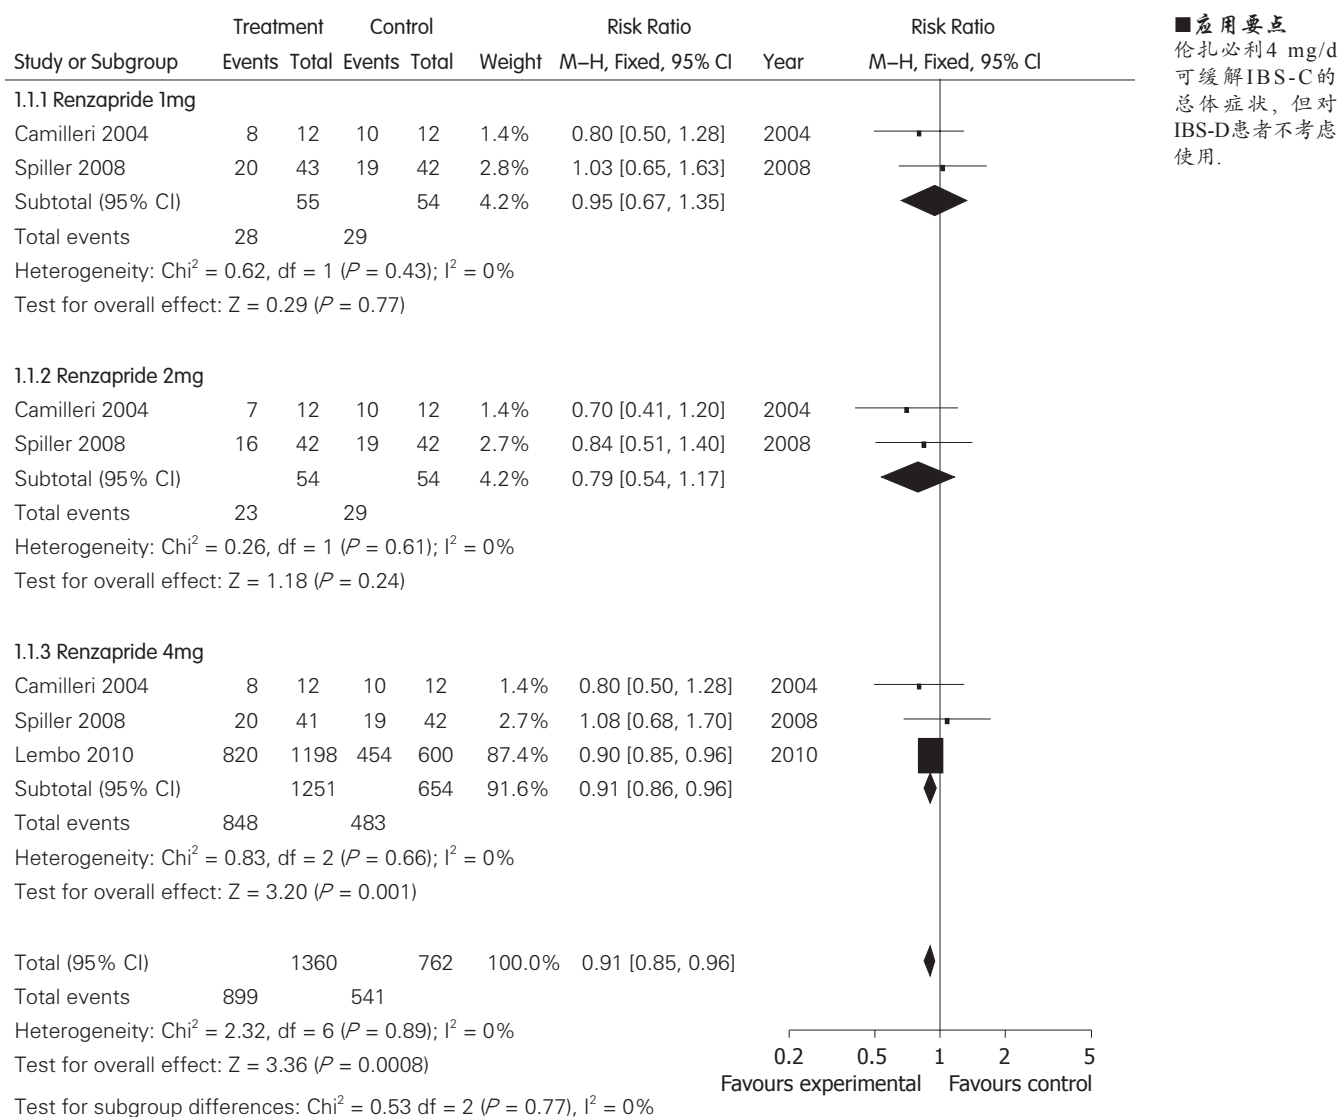 Treatment Control Risk Ratio Risk Ratio
Study or Subgroup Events Total Events Total Weight M–H, Fixed, 95% CI Year M–H, Fixed, 95% CI
1.1.1 Renzapride 1mg
Camilleri 2004 8 12 10 12 1.4% 0.80 [0.50, 1.28] 2004
Spiller 2008 20 43 19 42 2.8% 1.03 [0.65, 1.63] 2008
Subtotal (95% CI) 55 54 4.2% 0.95 [0.67, 1.35]
Total events 28 29
Heterogeneity: Chi² = 0.62, df = 1 (P = 0.43); I² = 0%
Test for overall effect: Z = 0.29 (P = 0.77)
1.1.2 Renzapride 2mg
Camilleri 2004 7 12 10 12 1.4% 0.70 [0.41, 1.20] 2004
Spiller 2008 16 42 19 42 2.7% 0.84 [0.51, 1.40] 2008
Subtotal (95% CI) 54 54 4.2% 0.79 [0.54, 1.17]
Total events 23 29
Heterogeneity: Chi² = 0.26, df = 1 (P = 0.61); I² = 0%
Test for overall effect: Z = 1.18 (P = 0.24)
1.1.3 Renzapride 4mg
Camilleri 2004 8 12 10 12 1.4% 0.80 [0.50, 1.28] 2004
Spiller 2008 20 41 19 42 2.7% 1.08 [0.68, 1.70] 2008
Lembo 2010 820 1198 454 600 87.4% 0.90 [0.85, 0.96] 2010
Subtotal (95% CI) 1251 654 91.6% 0.91 [0.86, 0.96]
Total events 848 483
Heterogeneity: Chi² = 0.83, df = 2 (P = 0.66); I² = 0%
Test for overall effect: Z = 3.20 (P = 0.001)
Total (95% CI) 1360 762 100.0% 0.91 [0.85, 0.96]
Total events 899 541
Heterogeneity: Chi² = 2.32, df = 6 (P = 0.89); I² = 0%
Test for overall effect: Z = 3.36 (P = 0.0008)
Test for subgroup differences: Chi² = 0.53 df = 2 (P = 0.77), I² = 0%
0.2 0.5 1 2 5
Favours experimental Favours control
■应用要点
伦扎必利4 mg/d
可缓解IBS-C的
总体症状, 但对
IBS-D患者不考虑
使用.